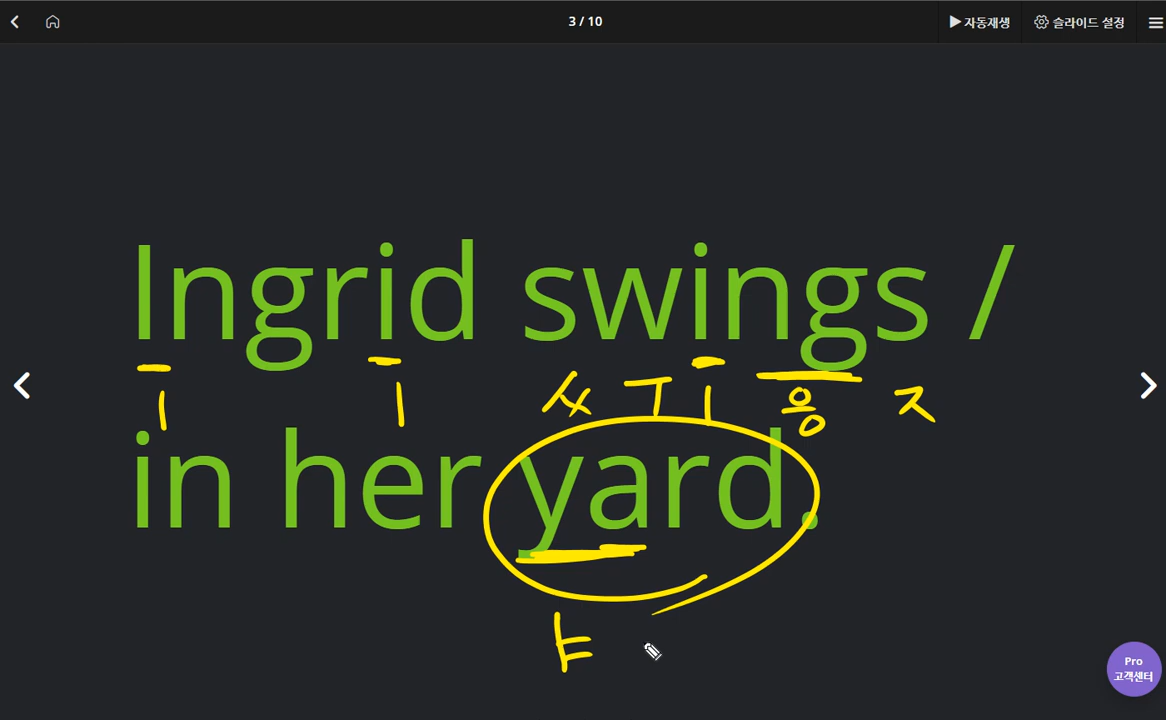 3 / 10
자동재생
슬라이드 설정
Ingrid swings /
ㅣ ㅣ ㅆ ㅜ ㅣ 응 ㅈ
in her yard.
ㅑ
Pro
고객센터